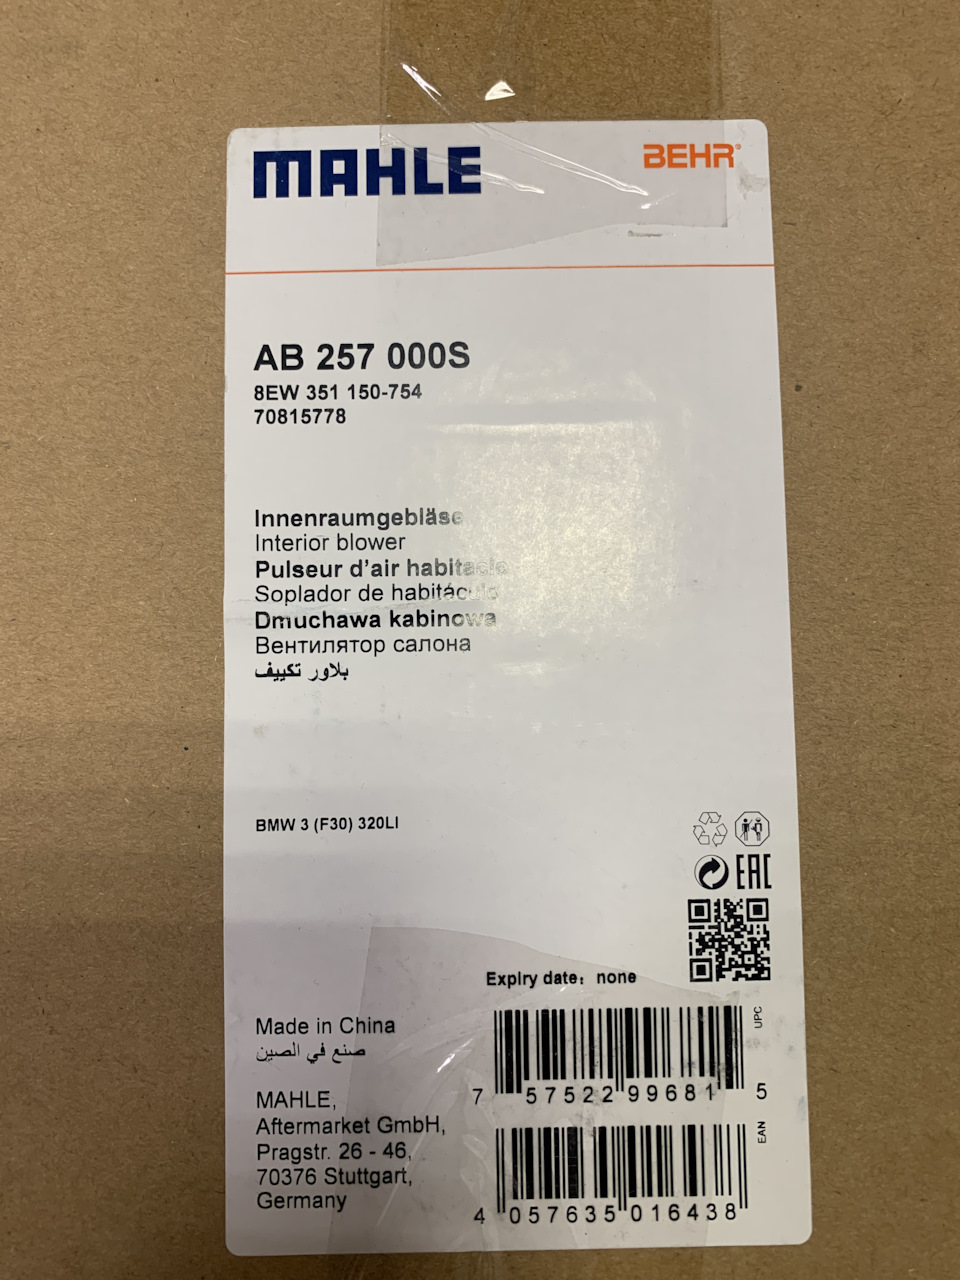 MAHLE
BEHR®
AB 257 000S
8EW 351 150-754
70815778
Innenraumgebläse
Interior blower
Pulseur d'air habitacle
Soplador de habitáculo
Dmuchawa kabinowa
Вентилятор салона
بلاور تكييف
BMW 3 (F30) 320LI
EAC
Expiry date: none
Made in China
صنع في الصين
UPC
7 57522 99681 5
MAHLE,
Aftermarket GmbH,
Pragstr. 26 - 46,
70376 Stuttgart,
Germany
EAN
4 057635 016438